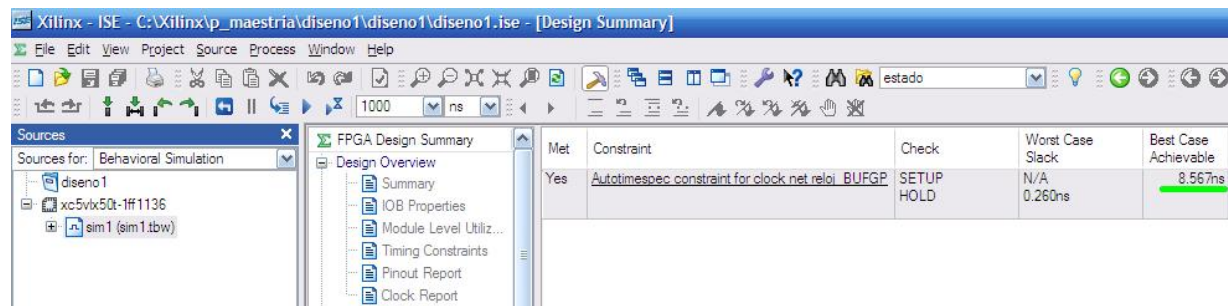 Xilinx - ISE - C:\Xilinx\p_maestria\diseno1\diseno1\diseno1.ise - [Design Summary]
File Edit View Project Source Process Window Help
estado
1000 ns
Sources
Sources for: Behavioral Simulation
diseno1
xc5vlx50t-1ff1136
sim1 (sim1.tbw)
FPGA Design Summary
Design Overview
Summary
IOB Properties
Module Level Utiliz...
Timing Constraints
Pinout Report
Clock Report
Met Constraint Check Worst Case Slack Best Case Achievable
Yes Autotimespec constraint for clock net reloj_BUFGP SETUP N/A 8.567ns
HOLD 0.260ns